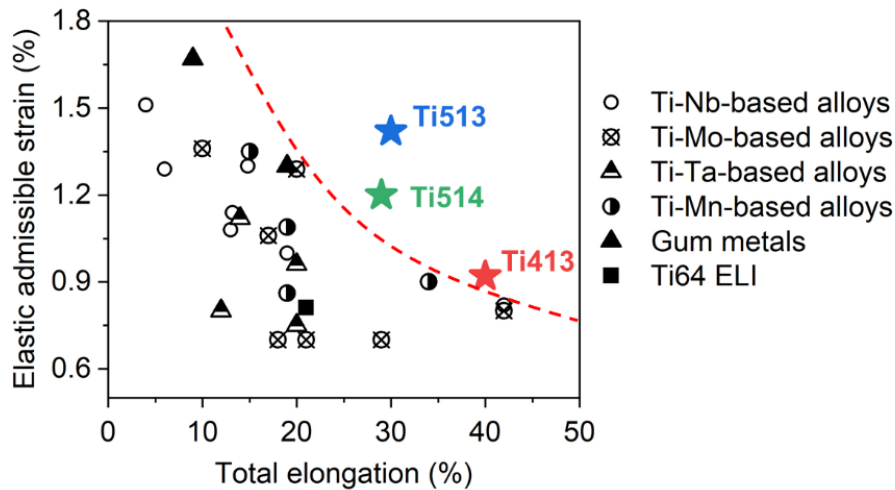 Elastic admissible strain (%)
1.8
1.5
1.2
0.9
0.6
0
10
20
30
40
50
Total elongation (%)
Ti513
Ti514
Ti413
Ti-Nb-based alloys
Ti-Mo-based alloys
Ti-Ta-based alloys
Ti-Mn-based alloys
Gum metals
Ti64 ELI